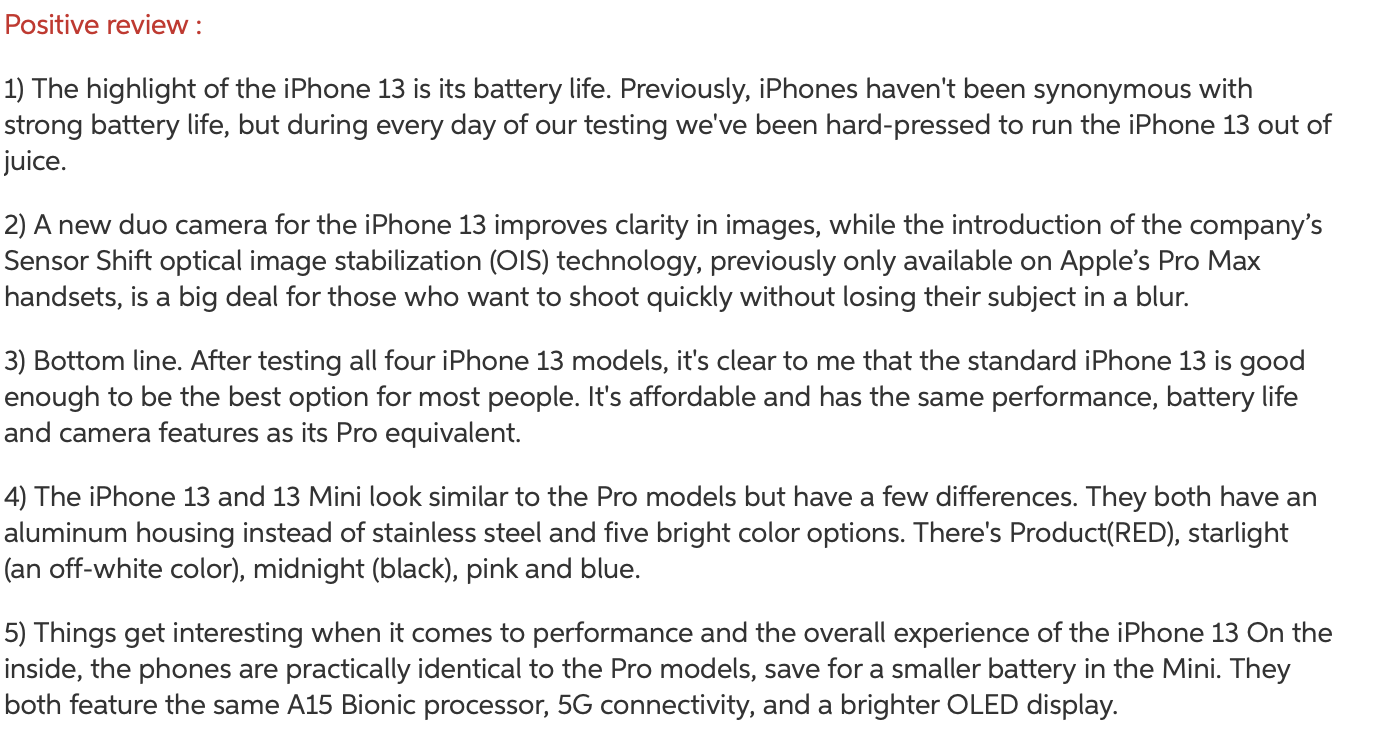 Positive review :
1) The highlight of the iPhone 13 is its battery life. Previously, iPhones haven't been synonymous with
strong battery life, but during every day of our testing we've been hard-pressed to run the iPhone 13 out of
juice.
2) A new duo camera for the iPhone 13 improves clarity in images, while the introduction of the company’s
Sensor Shift optical image stabilization (OIS) technology, previously only available on Apple’s Pro Max
handsets, is a big deal for those who want to shoot quickly without losing their subject in a blur.
3) Bottom line. After testing all four iPhone 13 models, it's clear to me that the standard iPhone 13 is good
enough to be the best option for most people. It's affordable and has the same performance, battery life
and camera features as its Pro equivalent.
4) The iPhone 13 and 13 Mini look similar to the Pro models but have a few differences. They both have an
aluminum housing instead of stainless steel and five bright color options. There's Product(RED), starlight
(an off-white color), midnight (black), pink and blue.
5) Things get interesting when it comes to performance and the overall experience of the iPhone 13 On the
inside, the phones are practically identical to the Pro models, save for a smaller battery in the Mini. They
both feature the same A15 Bionic processor, 5G connectivity, and a brighter OLED display.